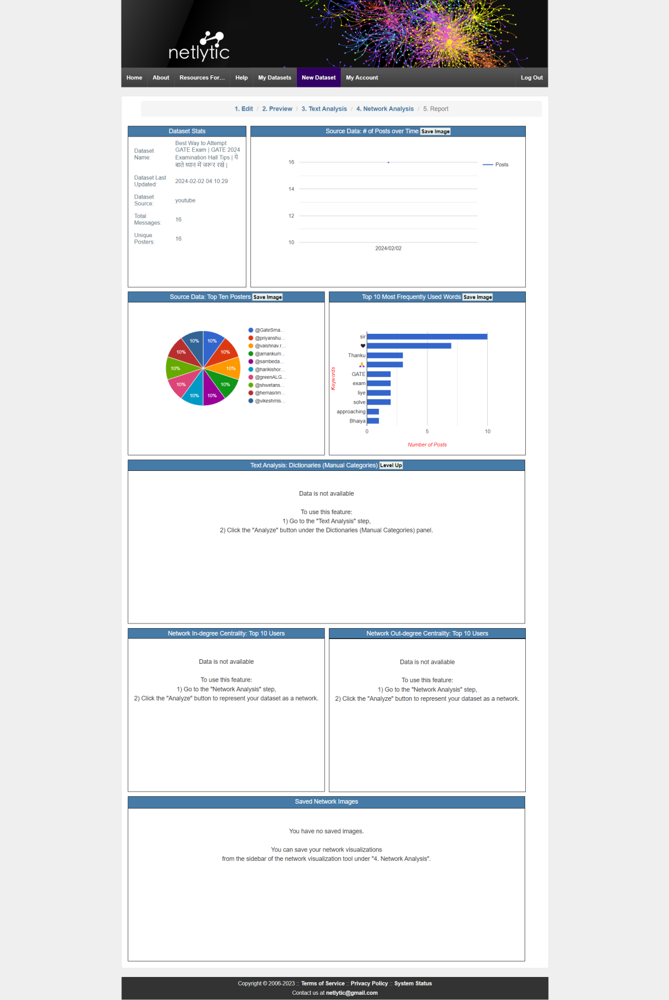 netlytic
Home About Resources For... Help My Datasets New Dataset My Account Log Out
1. Edit / 2. Preview / 3. Text Analysis / 4. Network Analysis / 5. Report
Dataset Stats
Dataset Name:
Best Way to Attempt
GATE Exam | GATE 2024
Examination Hall Tips | ये
बाते ध्यान में जरूर रखे |
Dataset Last Updated:
2024-02-02 04:10:29
Dataset Source:
youtube
Total Messages:
16
Unique Posters:
16
Source Data: # of Posts over Time Save Image
16
14
12
10
2024/02/02
Posts
Source Data: Top Ten Posters Save Image
10%
10%
10%
10%
10%
10%
10%
10%
10%
10%
@GateSma...
@priyanshu...
@vaishnav.r...
@amankum...
@sambeda...
@harikishor...
@greenALG...
@shwetans...
@hemasrim...
@vikeshmis...
Top 10 Most Frequently Used Words Save Image
Keywords
sir
♥
Thanku
GATE
exam
liye
solve
approaching
Bhaiya
0 5 10
Number of Posts
Text Analysis: Dictionaries (Manual Categories) Level Up
Data is not available
To use this feature:
1) Go to the "Text Analysis" step,
2) Click the "Analyze" button under the Dictionaries (Manual Categories) panel.
Network In-degree Centrality: Top 10 Users
Data is not available
To use this feature:
1) Go to the "Network Analysis" step,
2) Click the "Analyze" button to represent your dataset as a network.
Network Out-degree Centrality: Top 10 Users
Data is not available
To use this feature:
1) Go to the "Network Analysis" step,
2) Click the "Analyze" button to represent your dataset as a network.
Saved Network Images
You have no saved images.
You can save your network visualizations
from the sidebar of the network visualization tool under "4. Network Analysis".
Copyright © 2006-2023 :: Terms of Service :: Privacy Policy :: System Status
Contact us at netlytic@gmail.com